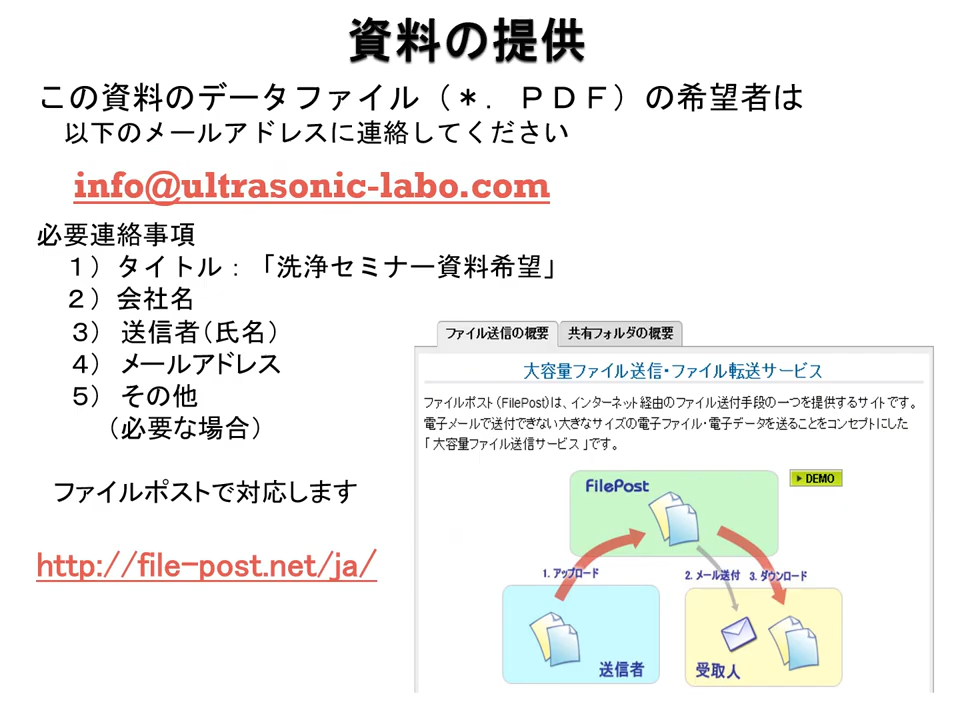 資料の提供
この資料のデータファイル（＊．ＰＤＦ）の希望者は
以下のメールアドレスに連絡してください
info@ultrasonic-labo.com
必要連絡事項
１）タイトル：「洗浄セミナー資料希望」
２）会社名
３） 送信者（氏名）
４） メールアドレス
５） その他
（必要な場合）
ファイルポストで対応します
http://file-post.net/ja/
ファイル送信の概要 共有フォルダの概要
大容量ファイル送信・ファイル転送サービス
ファイルポスト（FilePost）は、インターネット経由のファイル送付手段の一つを提供するサイトです。
電子メールで送付できない大きなサイズの電子ファイル・電子データを送ることをコンセプトにした
「大容量ファイル送信サービス」です。
FilePost
DEMO
1. アップロード 2. メール送付 3. ダウンロード
送信者 受取人